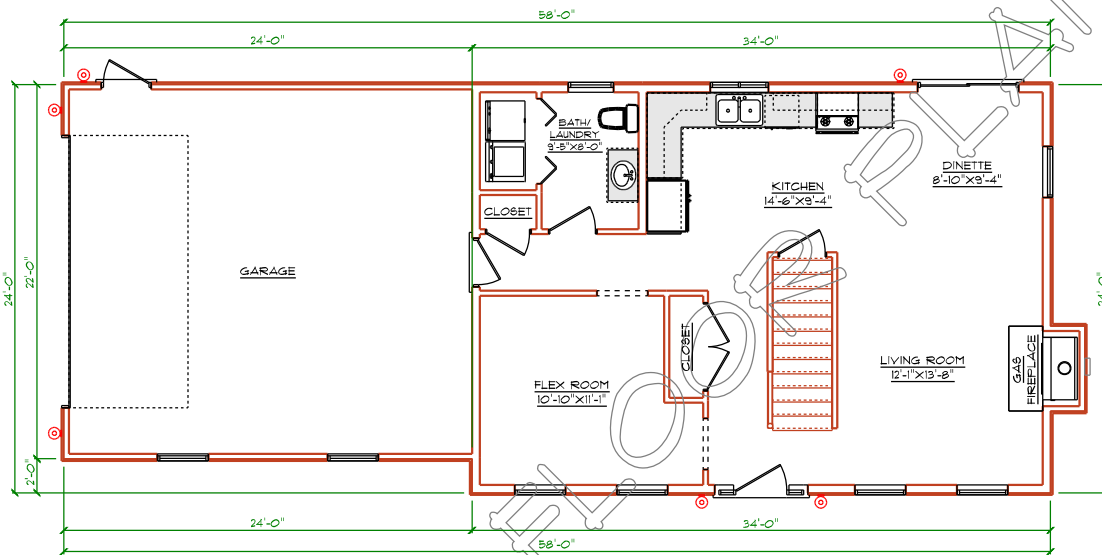 58'-0"
24'-0"
34'-0"
BATH/
LAUNDRY
9'-5"X8'-0"
CLOSET
KITCHEN
14'-6"X9'-4"
DINETTE
8'-10"X9'-4"
24'-0"
22'-0"
2'-0"
GARAGE
CLOSET
FLEX ROOM
10'-10"X11'-1"
LIVING ROOM
12'-1"X13'-8"
GAS
FIREPLACE
24'-0"
24'-0"
34'-0"
58'-0"